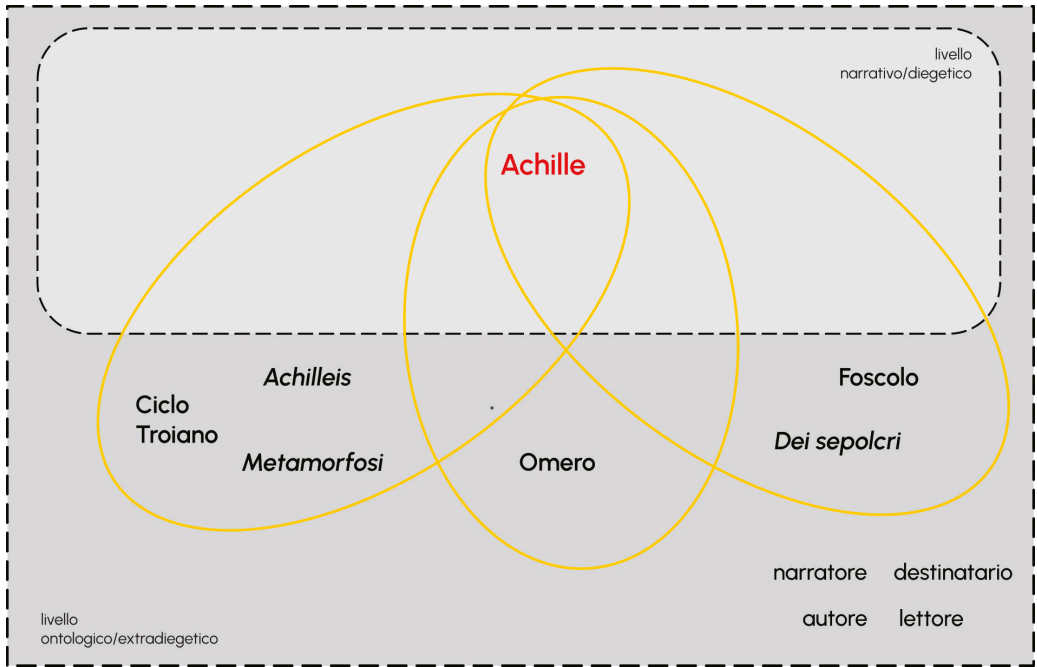 livello
narrativo/diegetico
Achille
Achilleis
Foscolo
Ciclo
Troiano
Dei sepolcri
Metamorfosi
Omero
narratore destinatario
autore lettore
livello
ontologico/extradiegetico